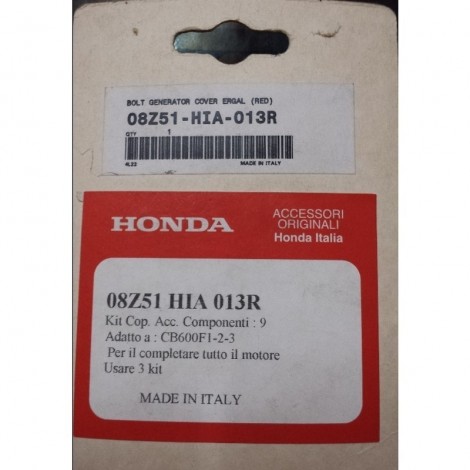 BOLT GENERATOR COVER ERGAL (RED)
08Z51-HIA-013R
QTY 1
4L22 MADE IN ITALY
HONDA
ACCESSORI
ORIGINALI
Honda Italia
08Z51 HIA 013R
Kit Cop. Acc. Componenti : 9
Adatto a : CB600F1-2-3
Per il completare tutto il motore
Usare 3 kit
MADE IN ITALY